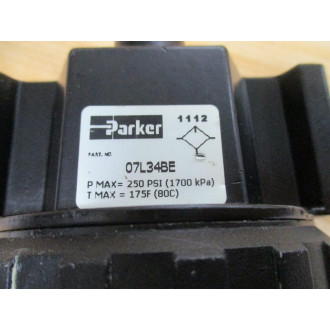 1112
Parker
PART. NO.
07L34BE
P MAX= 250 PSI (1700 kPa)
T MAX = 175F (80C)